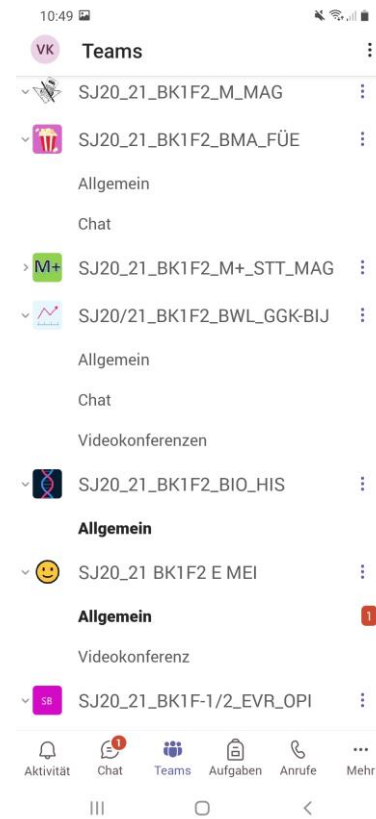 10:49
VK Teams
SJ20_21_BK1F2_M_MAG
SJ20_21_BK1F2_BMA_FÜE
Allgemein
Chat
M+ SJ20_21_BK1F2_M+_STT_MAG
SJ20/21_BK1F2_BWL_GGK-BIJ
Allgemein
Chat
Videokonferenzen
SJ20_21_BK1F2_BIO_HIS
Allgemein
SJ20_21 BK1F2 E MEI
Allgemein 1
Videokonferenz
SB SJ20_21_BK1F-1/2_EVR_OPI
1
Aktivität Chat Teams Aufgaben Anrufe Mehr